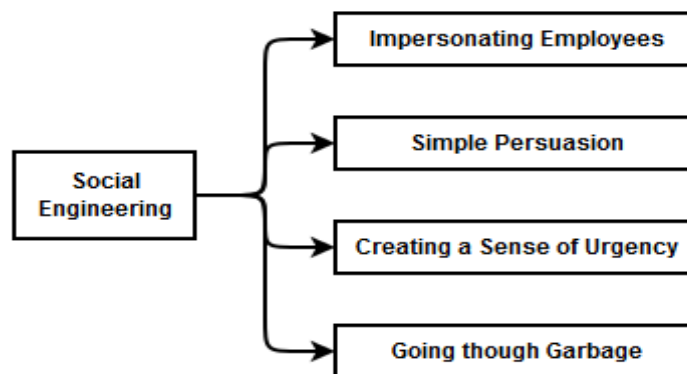 Impersonating Employees
Simple Persuasion
Social
Engineering
Creating a Sense of Urgency
Going though Garbage